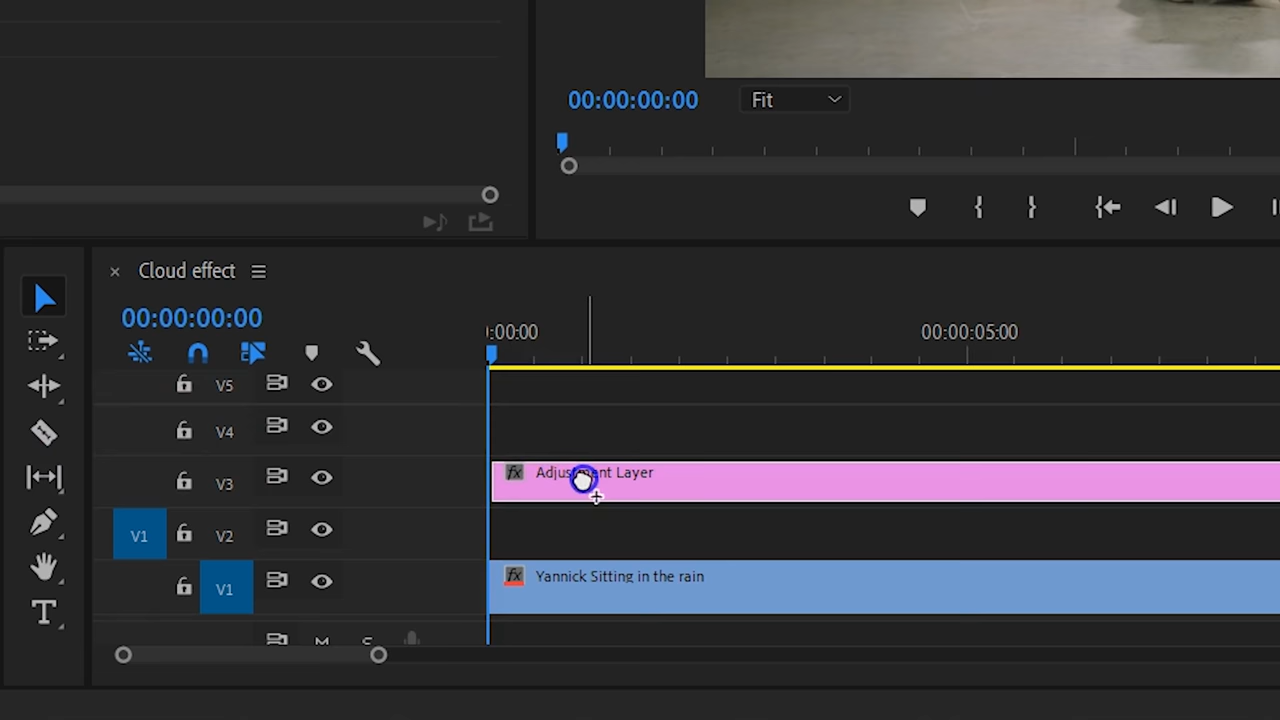 00:00:00:00
Fit
Cloud effect
00:00:00:00
:00:00
00:00:05:00
V5
V4
Adjustment Layer
V3
V1
V2
Yannick Sitting in the rain
V1
M